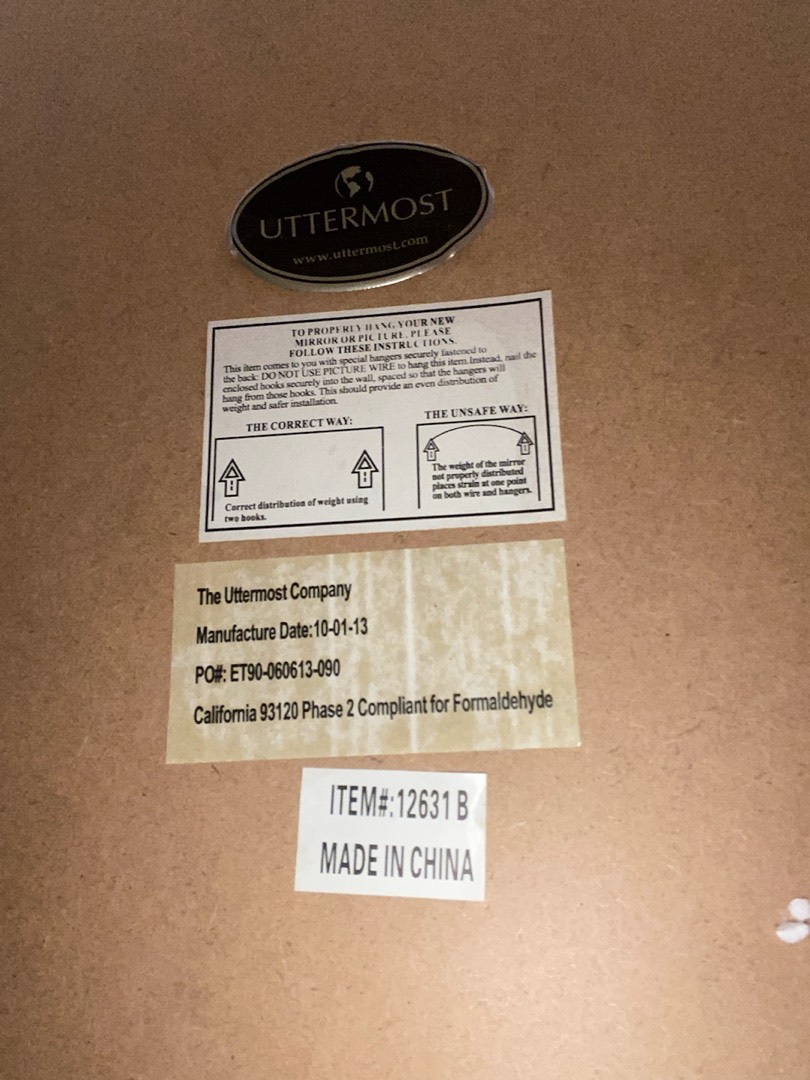 UTTERMOST
www.uttermost.com
TO PROPERLY HANG YOUR NEW
MIRROR OR PICTURE, PLEASE
FOLLOW THESE INSTRUCTIONS.
This item comes to you with special hangers securely fastened to
the back: DO NOT USE PICTURE WIRE to hang this item.Instead, nail the
enclosed hooks securely into the wall, spaced so that the hangers will
hang from those hooks. This should provide an even distribution of
weight and safer installation.
THE CORRECT WAY:
Correct distribution of weight using
two hooks.
THE UNSAFE WAY:
The weight of the mirror
not properly distributed
places strain at one point
on both wire and hangers.
The Uttermost Company
Manufacture Date:10-01-13
PO#: ET90-060613-090
California 93120 Phase 2 Compliant for Formaldehyde
ITEM#:12631 B
MADE IN CHINA